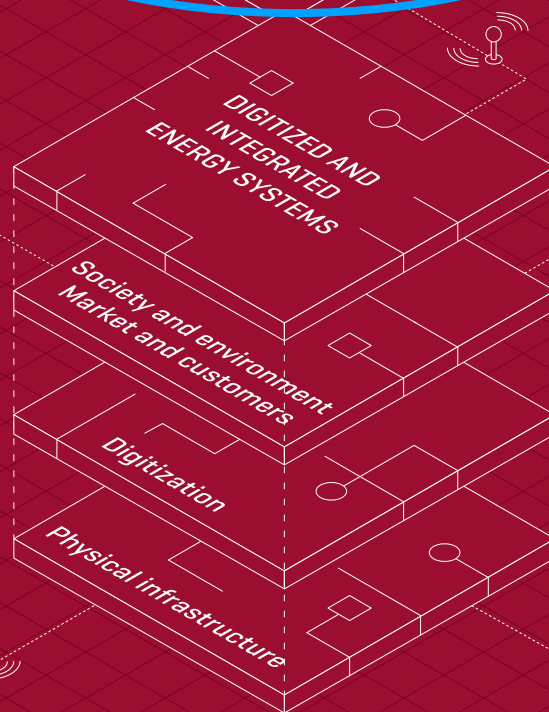 DIGITIZED AND
INTEGRATED
ENERGY SYSTEMS
Society and environment
Market and customers
Digitization
Physical infrastructure